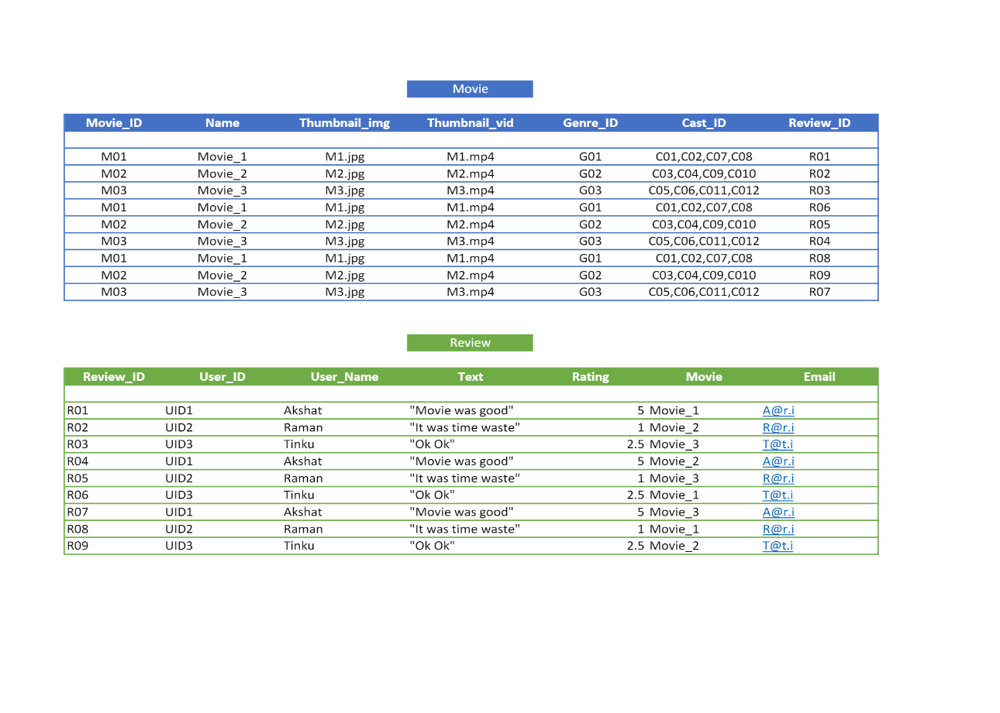 Movie
Movie_ID Name Thumbnail_img Thumbnail_vid Genre_ID Cast_ID Review_ID
M01 Movie_1 M1.jpg M1.mp4 G01 C01,C02,C07,C08 R01
M02 Movie_2 M2.jpg M2.mp4 G02 C03,C04,C09,C010 R02
M03 Movie_3 M3.jpg M3.mp4 G03 C05,C06,C011,C012 R03
M01 Movie_1 M1.jpg M1.mp4 G01 C01,C02,C07,C08 R06
M02 Movie_2 M2.jpg M2.mp4 G02 C03,C04,C09,C010 R05
M03 Movie_3 M3.jpg M3.mp4 G03 C05,C06,C011,C012 R04
M01 Movie_1 M1.jpg M1.mp4 G01 C01,C02,C07,C08 R08
M02 Movie_2 M2.jpg M2.mp4 G02 C03,C04,C09,C010 R09
M03 Movie_3 M3.jpg M3.mp4 G03 C05,C06,C011,C012 R07
Review
Review_ID User_ID User_Name Text Rating Movie Email
R01 UID1 Akshat "Movie was good" 5 Movie_1 A@r.i
R02 UID2 Raman "It was time waste" 1 Movie_2 R@r.i
R03 UID3 Tinku "Ok Ok" 2.5 Movie_3 T@t.i
R04 UID1 Akshat "Movie was good" 5 Movie_2 A@r.i
R05 UID2 Raman "It was time waste" 1 Movie_3 R@r.i
R06 UID3 Tinku "Ok Ok" 2.5 Movie_1 T@t.i
R07 UID1 Akshat "Movie was good" 5 Movie_3 A@r.i
R08 UID2 Raman "It was time waste" 1 Movie_1 R@r.i
R09 UID3 Tinku "Ok Ok" 2.5 Movie_2 T@t.i